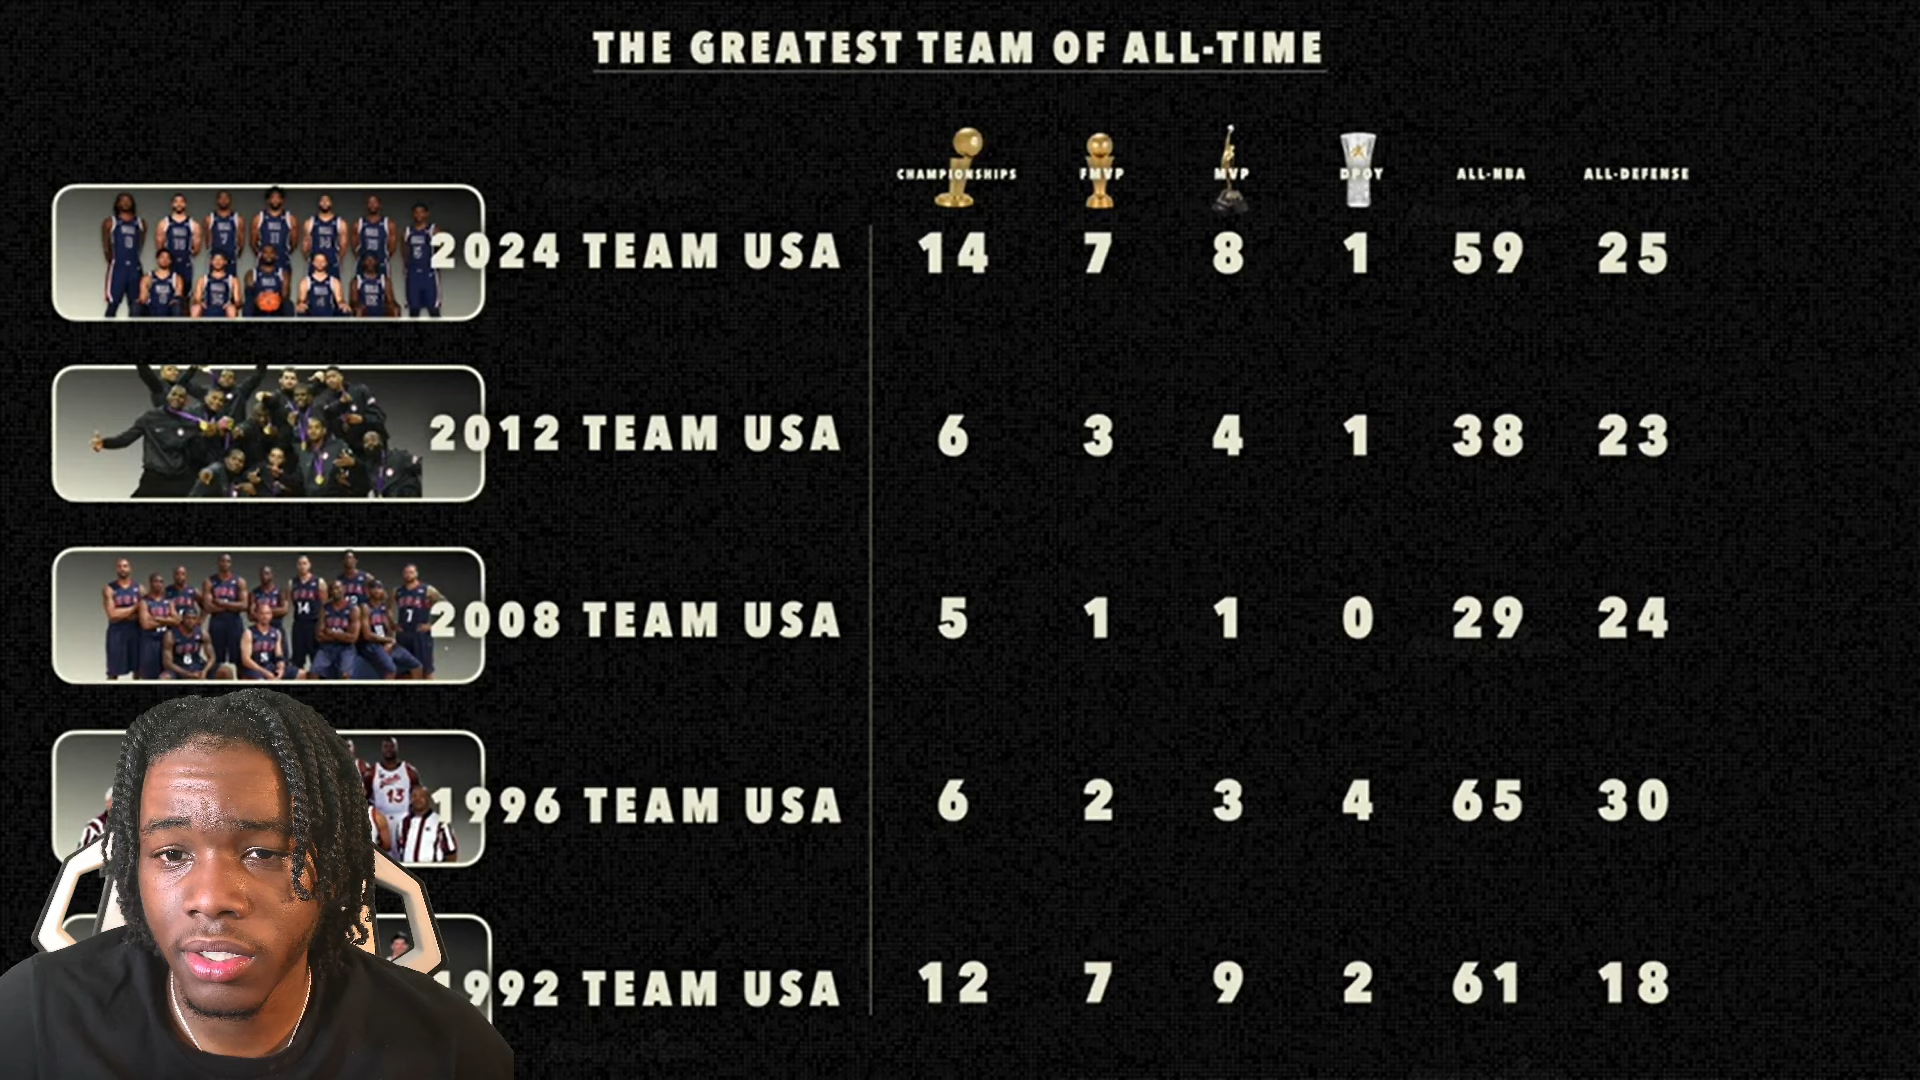 THE GREATEST TEAM OF ALL-TIME
CHAMPIONSHIPS FMVP MVP DPOY ALL-NBA ALL-DEFENSE
2024 TEAM USA 14 7 8 1 59 25
2012 TEAM USA 6 3 4 1 38 23
2008 TEAM USA 5 1 1 0 29 24
1996 TEAM USA 6 2 3 4 65 30
1992 TEAM USA 12 7 9 2 61 18